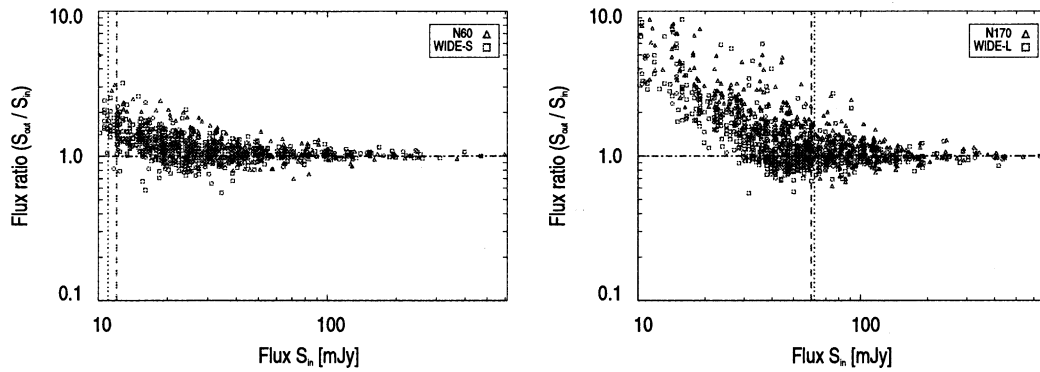 10.0
N60
WIDE-S
Flux ratio (S_out / S_in)
1.0
0.1
10
100
Flux S_in [mJy]
10.0
N170
WIDE-L
Flux ratio (S_out / S_in)
1.0
0.1
10
100
Flux S_in [mJy]